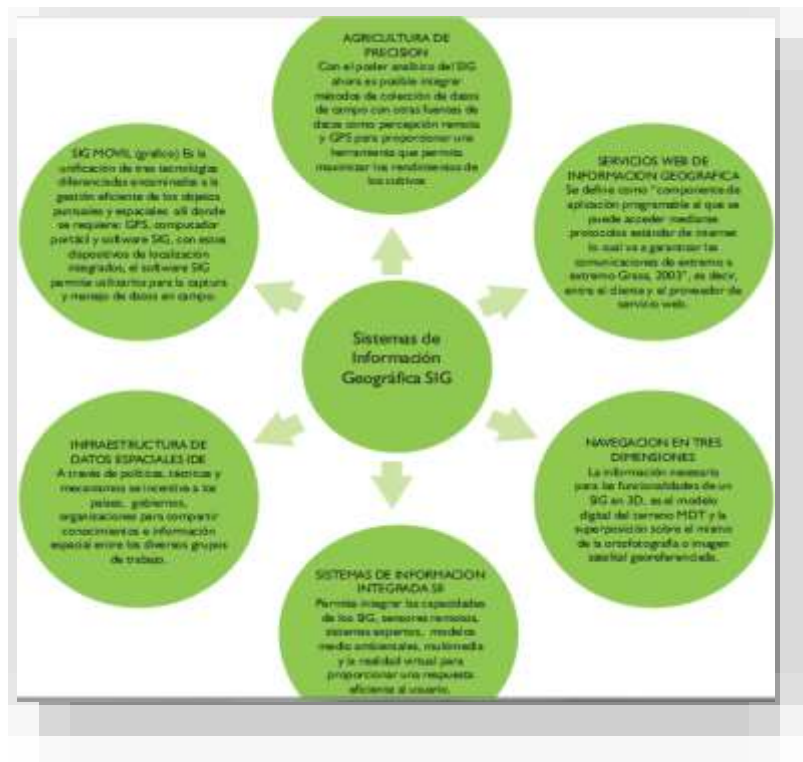 AGRICULTURA DE
PRECISION
Con el poder analítico del SIG
ahora es posible integrar
métodos de colección de datos
de campo con otras fuentes de
datos como percepción remota
y GPS para proporcionar una
herramienta que permita
maximizar los rendimientos de
los cultivos
SIG MOVIL (gráfico) Es la
unificación de tres tecnologías
diferenciadas encaminadas a la
gestión eficiente de los objetos
puntuales y espaciales allí donde
se requiere: GPS, computador
portátil y software SIG, con estos
dispositivos de localización
integrados, el software SIG
permite utilizarlos para la captura
y manejo de datos en campo.
SERVICIOS WEB DE
INFORMACION GEOGRAFICA
Se define como "componente de
aplicación programable al que se
puede acceder mediante
protocolos estándar de internet
lo cual va a garantizar las
comunicaciones de extremo a
extremo Grass, 2003", es decir,
entre el cliente y el proveedor de
servicio web.
Sistemas de
Información
Geográfica SIG
INFRAESTRUCTURA DE
DATOS ESPACIALES IDE
A través de políticas, técnicas y
mecanismos se incentiva a los
países, gobiernos,
organizaciones para compartir
conocimientos e información
espacial entre los diversos grupos
de trabajo.
NAVEGACION EN TRES
DIMENSIONES
La información necesaria
para las funcionalidades de un
SIG en 3D, es el modelo
digital del terreno MDT y la
superposición sobre el mismo
de la ortofotografía o imagen
satelital georeferenciada.
SISTEMAS DE INFORMACION
INTEGRADA SII
Permite integrar las capacidades
de los SIG, sensores remotos,
sistemas expertos, modelos
medio ambientales, multimedia
y la realidad virtual para
proporcionar una respuesta
eficiente al usuario.